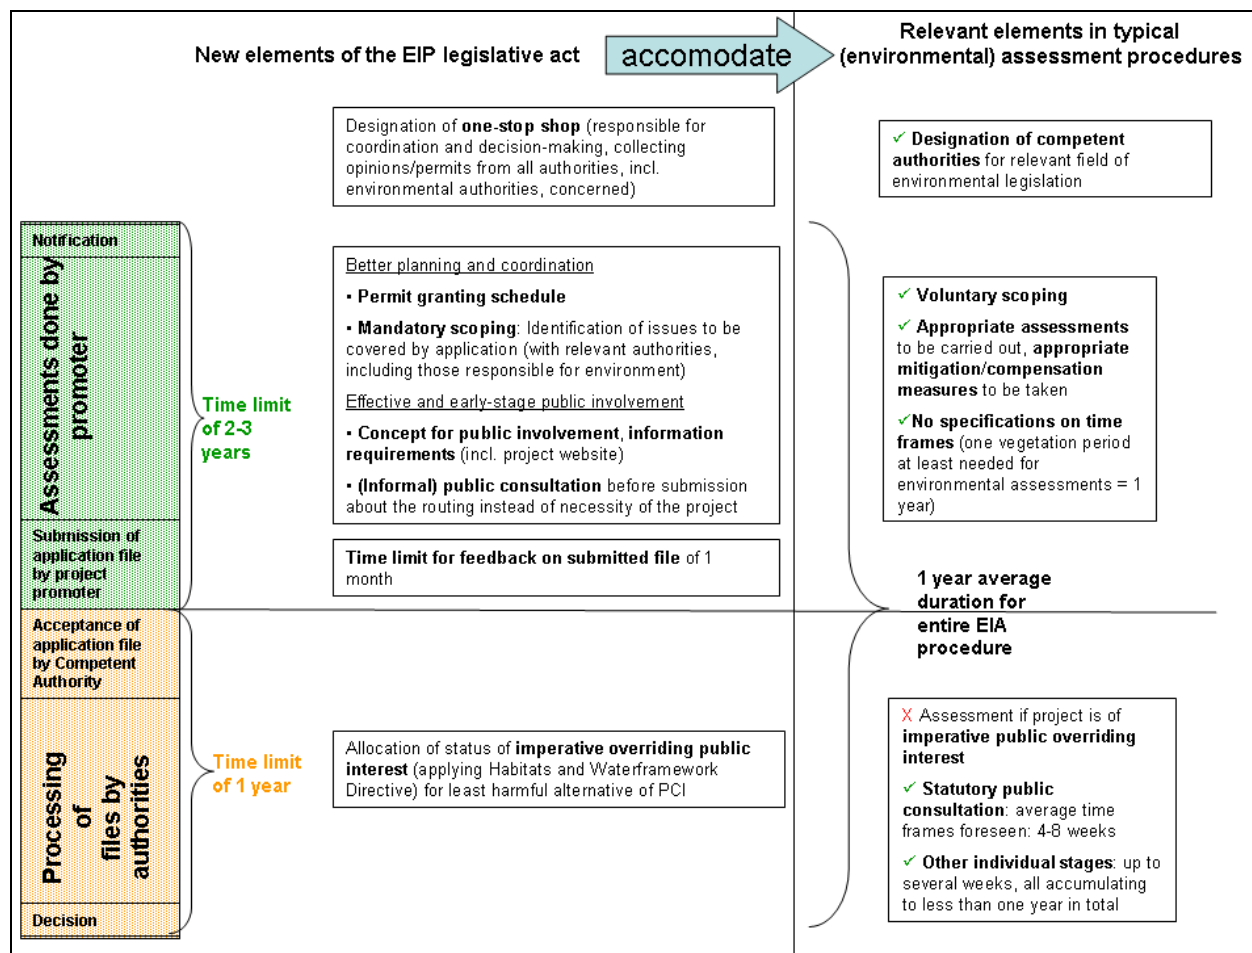 New elements of the EIP legislative act
accomodate
Relevant elements in typical
(environmental) assessment procedures
Designation of one-stop shop (responsible for
coordination and decision-making, collecting
opinions/permits from all authorities, incl.
environmental authorities, concerned)
✓ Designation of competent
authorities for relevant field of
environmental legislation
Notification
Assessments done by
promoter
Submission of
application file
by project
promoter
Time limit
of 2-3
years
Better planning and coordination
▪ Permit granting schedule
▪ Mandatory scoping: Identification of issues to be
covered by application (with relevant authorities,
including those responsible for environment)
Effective and early-stage public involvement
▪ Concept for public involvement, information
requirements (incl. project website)
▪ (Informal) public consultation before submission
about the routing instead of necessity of the project
Time limit for feedback on submitted file of 1
month
✓ Voluntary scoping
✓ Appropriate assessments
to be carried out, appropriate
mitigation/compensation
measures to be taken
✓ No specifications on time
frames (one vegetation period
at least needed for
environmental assessments = 1
year)
1 year average
duration for
entire EIA
procedure
Acceptance of
application file
by Competent
Authority
Processing
of
files by
authorities
Decision
Time limit
of 1 year
Allocation of status of imperative overriding public
interest (applying Habitats and Waterframework
Directive) for least harmful alternative of PCI
X Assessment if project is of
imperative public overriding
interest
✓ Statutory public
consultation: average time
frames foreseen: 4-8 weeks
✓ Other individual stages: up to
several weeks, all accumulating
to less than one year in total